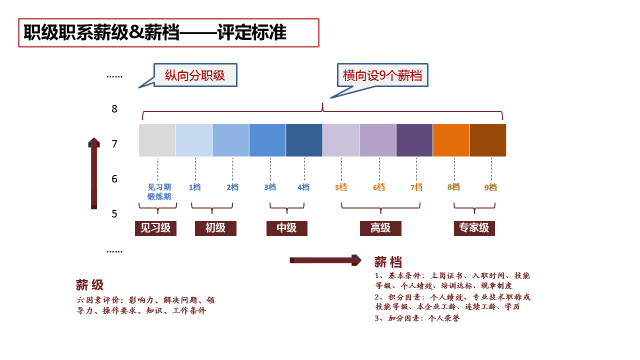 职级职系薪级&薪档——评定标准
纵向分职级
横向设9个薪档
……
8
7
6
5
……
见习期
锻炼期
1档
2档
3档
4档
5档
6档
7档
8档
9档
见习级
初级
中级
高级
专家级
薪级
六因素评价：影响力、解决问题、领
导力、操作要求、知识、工作条件
薪档
1、基本条件：上岗证书、入职时间、技能
等级、个人绩效、培训达标、规章制度
2、积分因素：个人绩效、专业技术职称或
技能等级、本企业工龄、连续工龄、学历
3、加分因素：个人荣誉